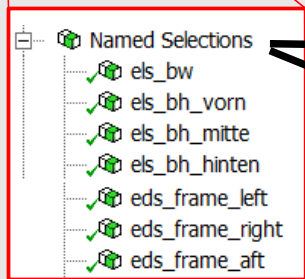 Named Selections
els_bw
els_bh_vorn
els_bh_mitte
els_bh_hinten
eds_frame_left
eds_frame_right
eds_frame_aft